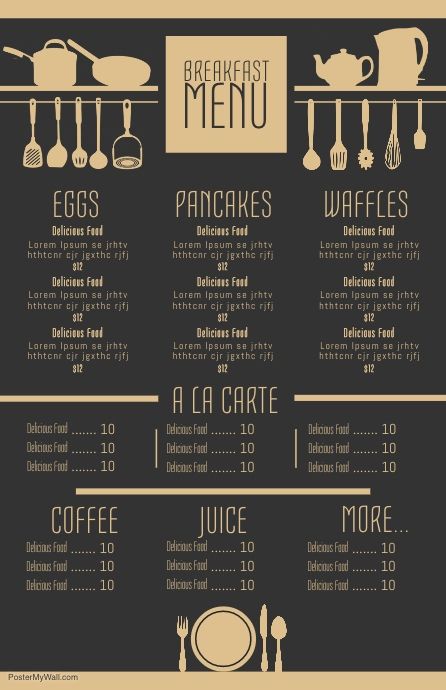 BREAKFAST
MENU
EGGS
Delicious Food
Lorem Ipsum se jrhtv
hthtcnr cjr jgxthc rjfj
$12
Delicious Food
Lorem Ipsum se jrhtv
hthtcnr cjr jgxthc rjfj
$12
Delicious Food
Lorem Ipsum se jrhtv
hthtcnr cjr jgxthc rjfj
$12
PANCAKES
Delicious Food
Lorem Ipsum se jrhtv
hthtcnr cjr jgxthc rjfj
$12
Delicious Food
Lorem Ipsum se jrhtv
hthtcnr cjr jgxthc rjfj
$12
Delicious Food
Lorem Ipsum se jrhtv
hthtcnr cjr jgxthc rjfj
$12
WAFFLES
Delicious Food
Lorem Ipsum se jrhtv
hthtcnr cjr jgxthc rjfj
$12
Delicious Food
Lorem Ipsum se jrhtv
hthtcnr cjr jgxthc rjfj
$12
Delicious Food
Lorem Ipsum se jrhtv
hthtcnr cjr jgxthc rjfj
$12
A LA CARTE
Delicious Food ....... 10
Delicious Food ....... 10
Delicious Food ....... 10
Delicious Food ....... 10
Delicious Food ....... 10
Delicious Food ....... 10
Delicious Food ....... 10
Delicious Food ....... 10
Delicious Food ....... 10
COFFEE
Delicious Food ....... 10
Delicious Food ....... 10
Delicious Food ....... 10
JUICE
Delicious Food ....... 10
Delicious Food ....... 10
Delicious Food ....... 10
MORE...
Delicious Food ....... 10
Delicious Food ....... 10
Delicious Food ....... 10
PosterMyWall.com